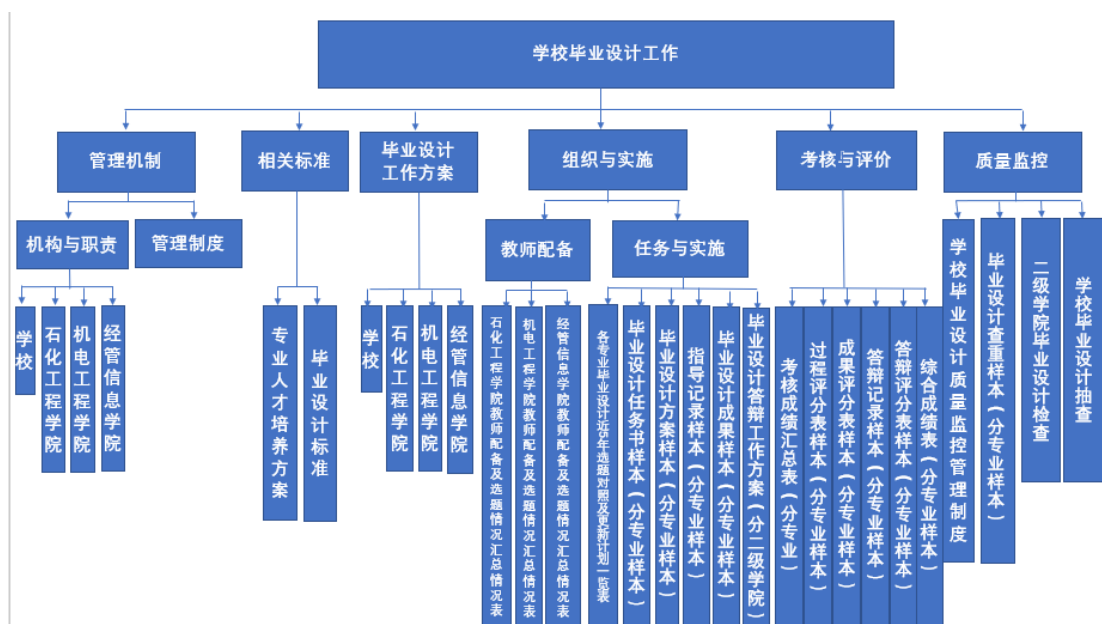 学校毕业设计工作
管理机制
相关标准
毕业设计
工作方案
组织与实施
考核与评价
质量监控
机构与职责
管理制度
教师配备
任务与实施
学校
石化工程学院
机电工程学院
经管信息学院
专业人才培养方案
毕业设计标准
学校
石化工程学院
机电工程学院
经管信息学院
石化工程学院教师配备及选题情况汇总情况表
机电工程学院教师配备及选题情况汇总情况表
经管信息学院教师配备及选题情况汇总情况表
各专业毕业设计近5年选题对照及更新计划一览表
毕业设计任务书样本(分专业样本)
毕业设计方案样本(分专业样本)
指导记录样本(分专业样本)
毕业设计成果样本(分专业样本)
毕业设计答辩工作方案(分二级学院)
考核成绩汇总表(分专业)
过程评分表样本(分专业样本)
成果评分表样本(分专业样本)
答辩记录样本(分专业样本)
答辩评分表样本(分专业样本)
综合成绩表(分专业样本)
学校毕业设计质量监控管理制度
毕业设计查重样本(分专业样本)
二级学院毕业设计检查
学校毕业设计抽查